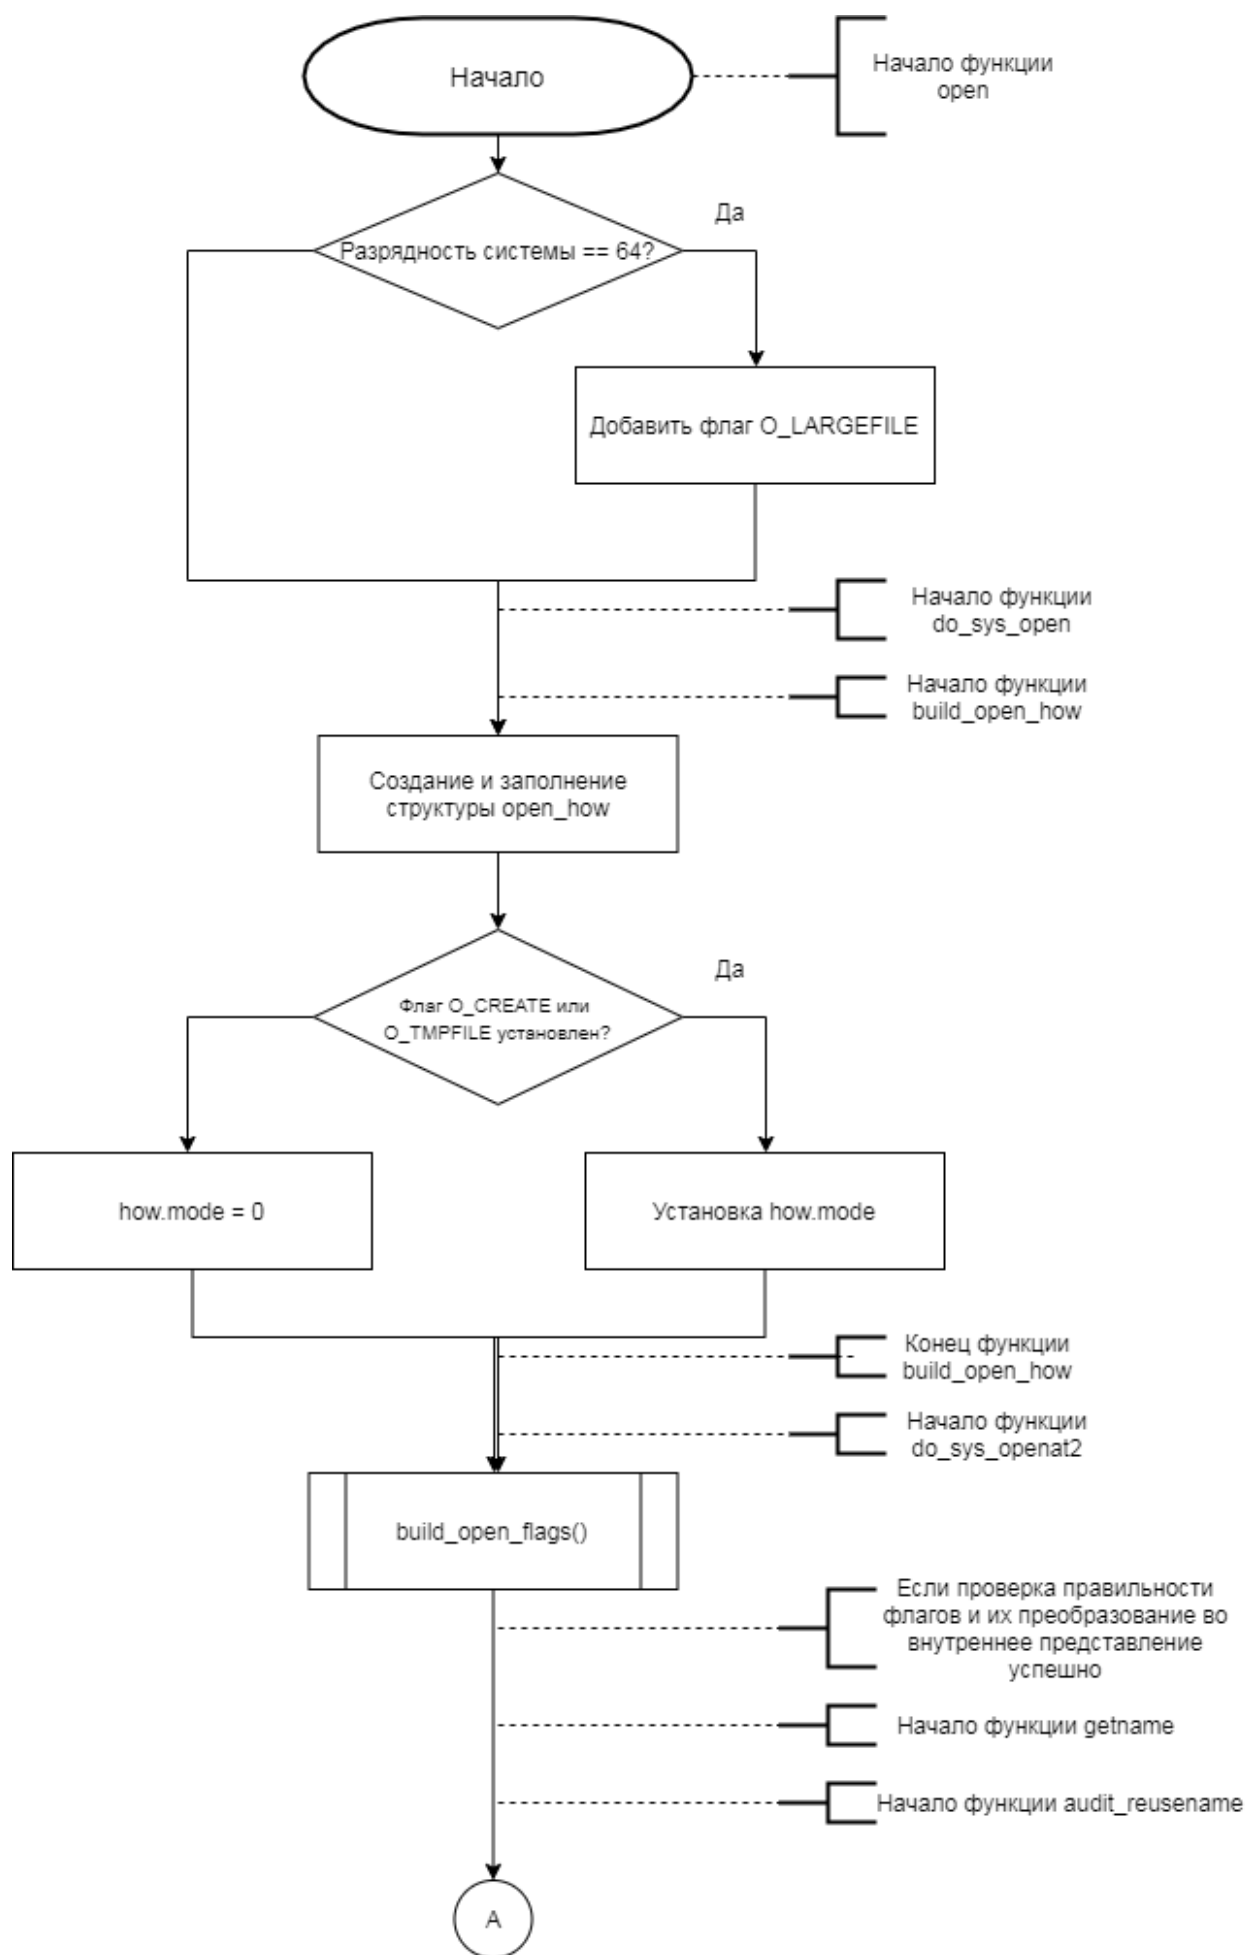 Начало
Начало функции
open
Да
Разрядность системы == 64?
Добавить флаг O_LARGEFILE
Начало функции
do_sys_open
Начало функции
build_open_how
Создание и заполнение
структуры open_how
Да
Флаг O_CREATE или
O_TMPFILE установлен?
how.mode = 0
Установка how.mode
Конец функции
build_open_how
Начало функции
do_sys_openat2
build_open_flags()
Если проверка правильности
флагов и их преобразование во
внутреннее представление
успешно
Начало функции getname
Начало функции audit_reusename
A